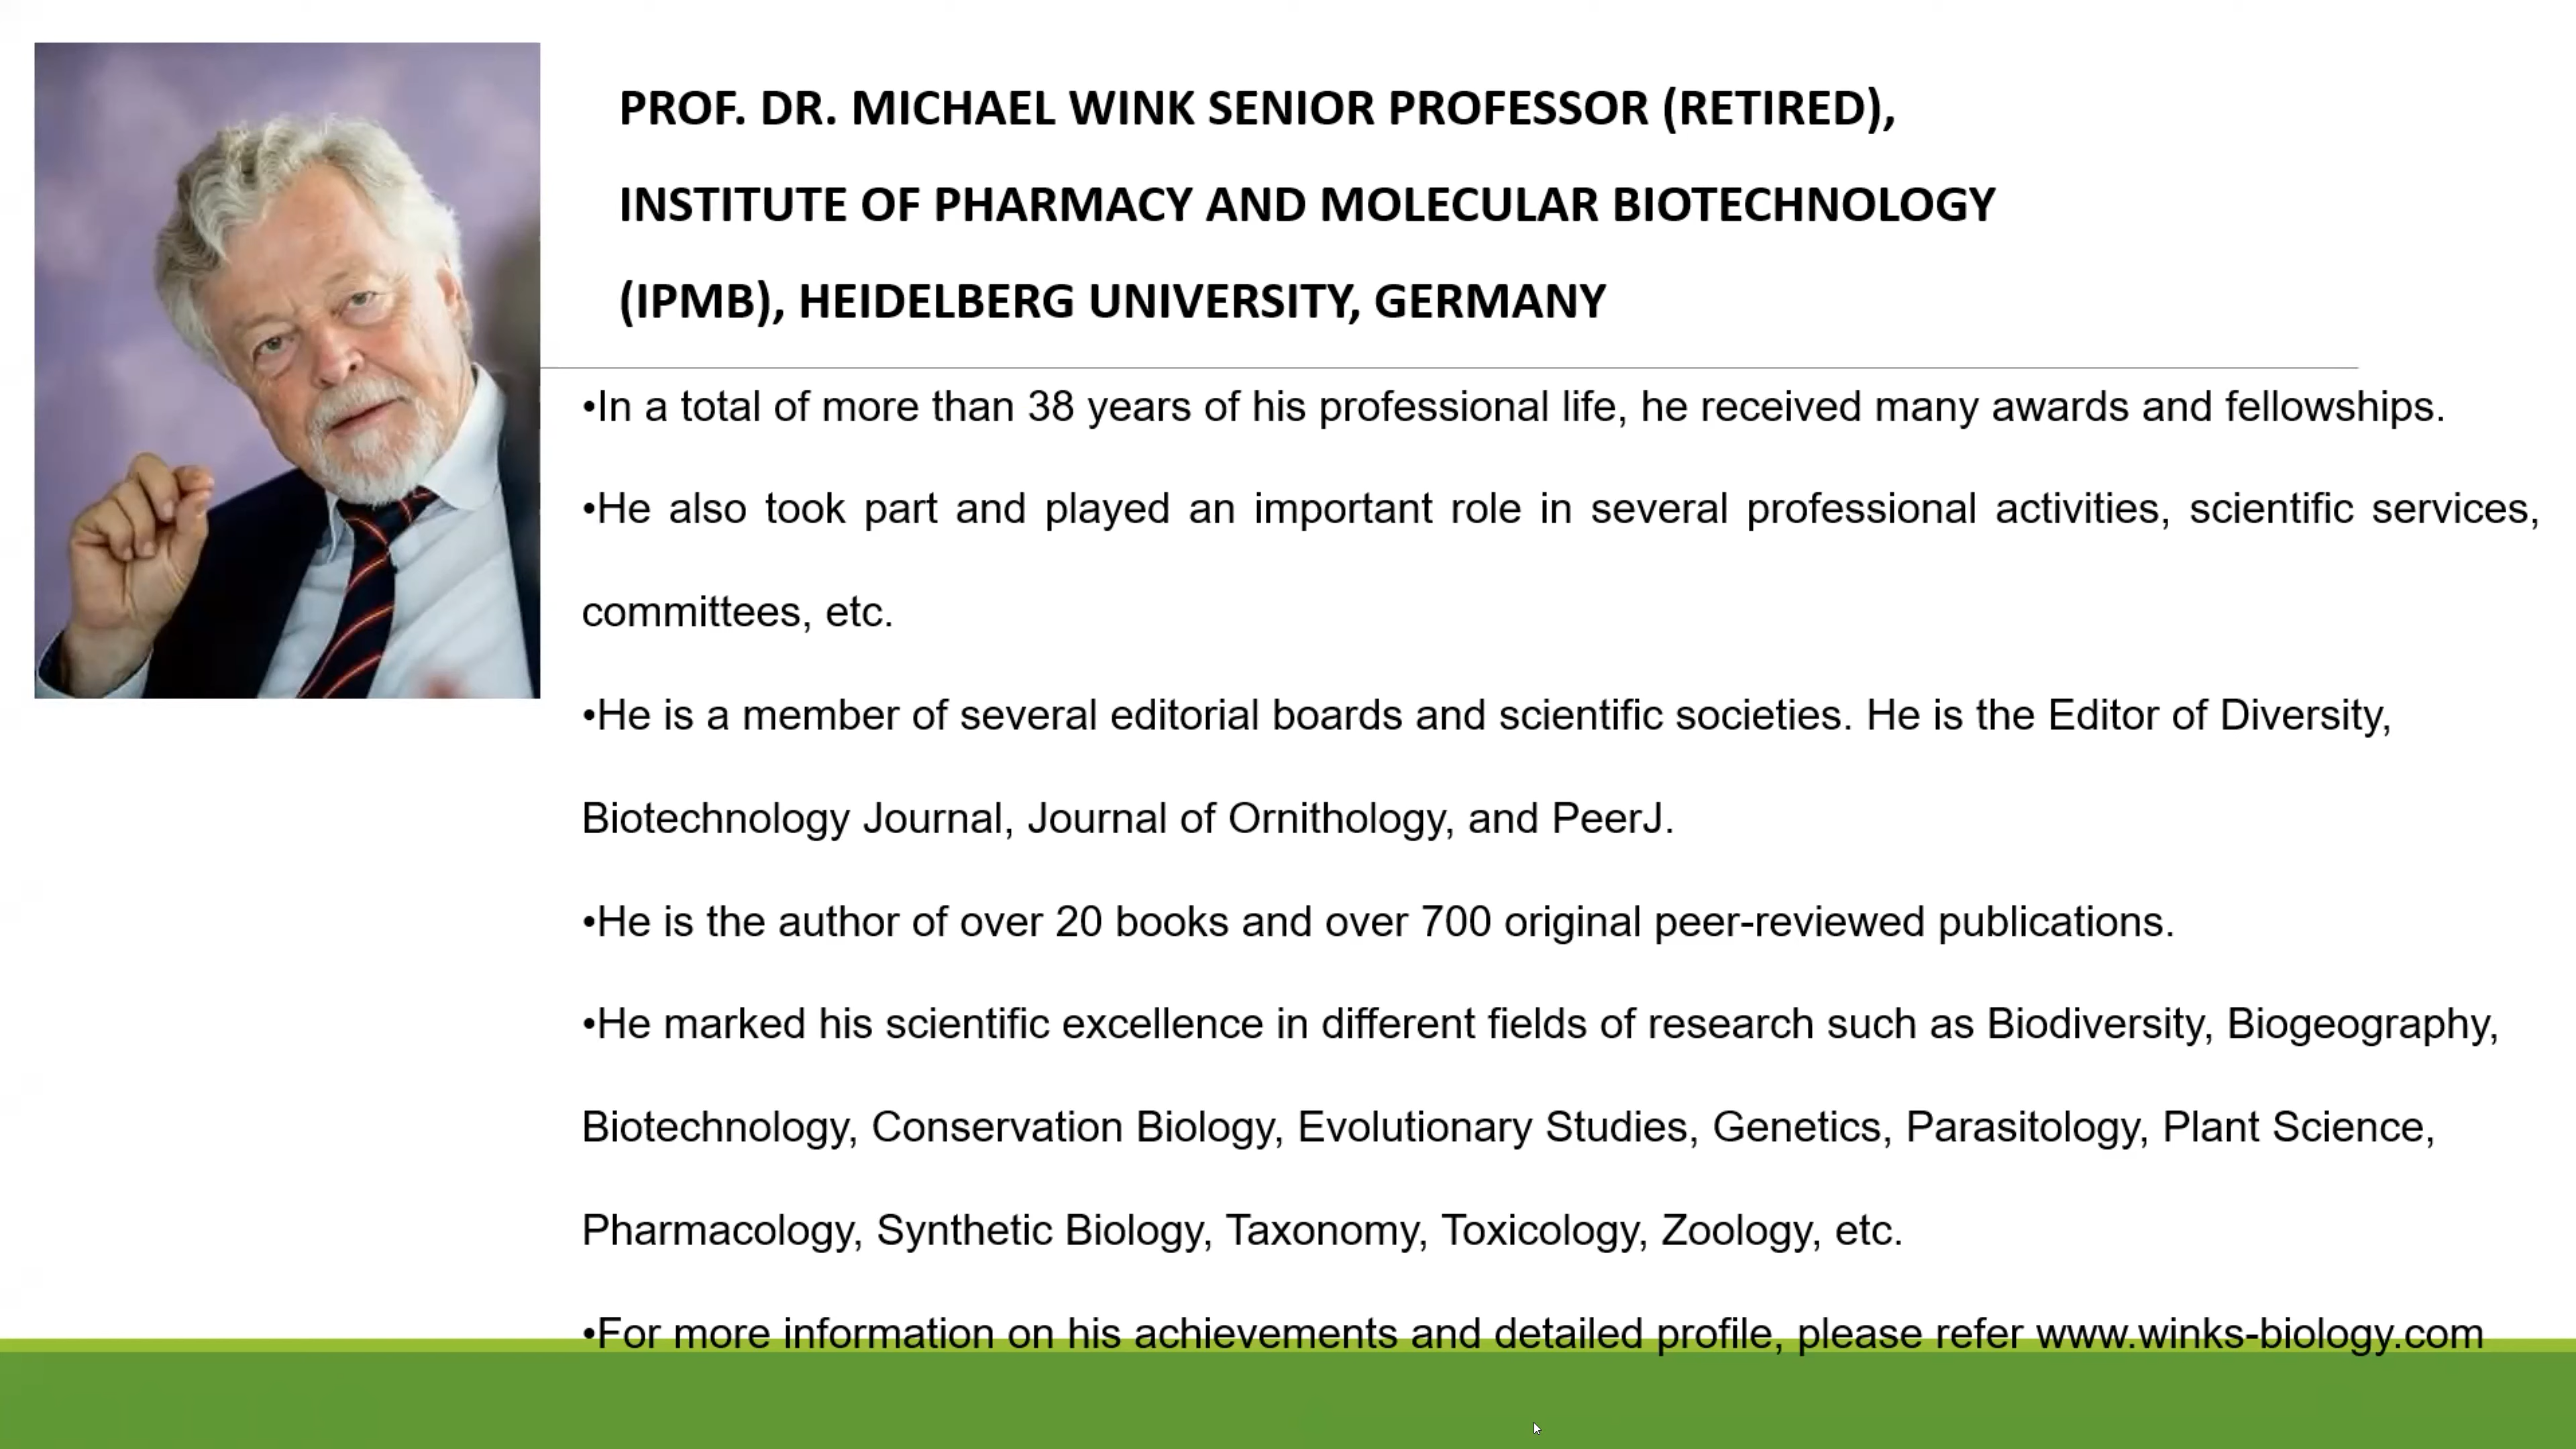 PROF. DR. MICHAEL WINK SENIOR PROFESSOR (RETIRED),
INSTITUTE OF PHARMACY AND MOLECULAR BIOTECHNOLOGY
(IPMB), HEIDELBERG UNIVERSITY, GERMANY
•In a total of more than 38 years of his professional life, he received many awards and fellowships.
•He also took part and played an important role in several professional activities, scientific services,
committees, etc.
•He is a member of several editorial boards and scientific societies. He is the Editor of Diversity,
Biotechnology Journal, Journal of Ornithology, and PeerJ.
•He is the author of over 20 books and over 700 original peer-reviewed publications.
•He marked his scientific excellence in different fields of research such as Biodiversity, Biogeography,
Biotechnology, Conservation Biology, Evolutionary Studies, Genetics, Parasitology, Plant Science,
Pharmacology, Synthetic Biology, Taxonomy, Toxicology, Zoology, etc.
•For more information on his achievements and detailed profile, please refer www.winks-biology.com